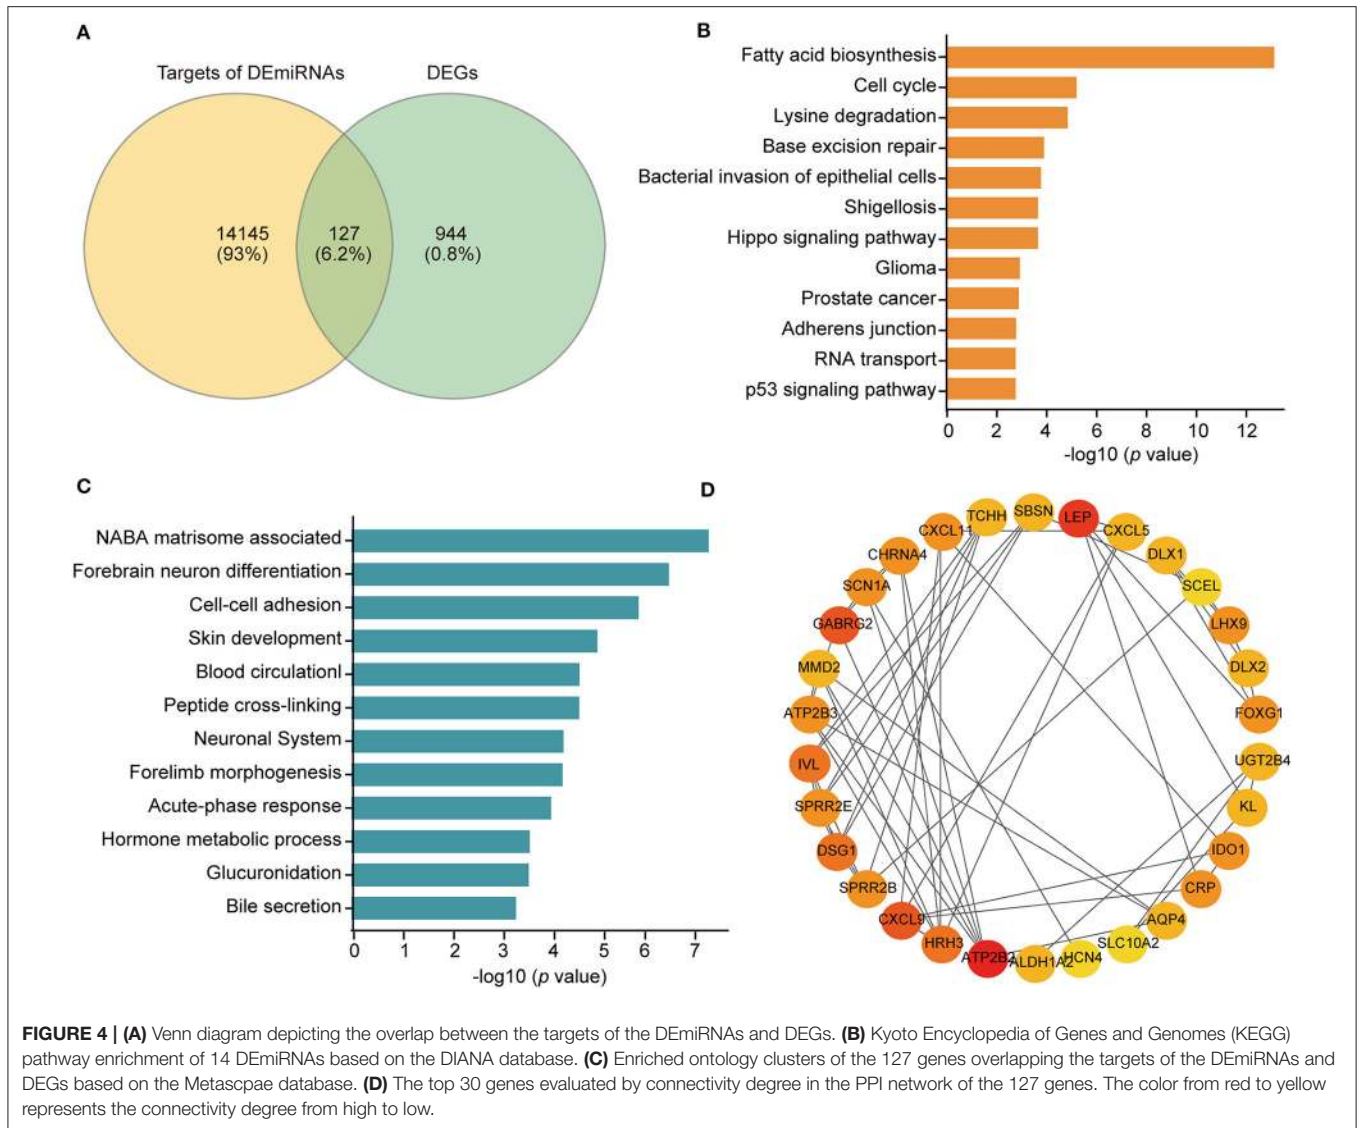 A
Targets of DEmiRNAs
DEGs
14145
(93%)
127
(6.2%)
944
(0.8%)
B
Fatty acid biosynthesis
Cell cycle
Lysine degradation
Base excision repair
Bacterial invasion of epithelial cells
Shigellosis
Hippo signaling pathway
Glioma
Prostate cancer
Adherens junction
RNA transport
p53 signaling pathway
0 2 4 6 8 10 12
-log10 (p value)
C
NABA matrisome associated
Forebrain neuron differentiation
Cell-cell adhesion
Skin development
Blood circulationl
Peptide cross-linking
Neuronal System
Forelimb morphogenesis
Acute-phase response
Hormone metabolic process
Glucuronidation
Bile secretion
0 1 2 3 4 5 6 7
-log10 (p value)
D
LEP
CXCL5
DLX1
SCEL
LHX9
DLX2
FOXG1
UGT2B4
KL
IDO1
CRP
AQP4
SLC10A2
HCN4
ALDH1A2
ATP2B2
HRH3
CXCL9
SPRR2B
DSG1
SPRR2E
IVL
ATP2B3
MMD2
GABRG2
SCN1A
CHRNA4
CXCL11
TCHH
SBSN
FIGURE 4 | (A) Venn diagram depicting the overlap between the targets of the DEmiRNAs and DEGs. (B) Kyoto Encyclopedia of Genes and Genomes (KEGG)
pathway enrichment of 14 DEmiRNAs based on the DIANA database. (C) Enriched ontology clusters of the 127 genes overlapping the targets of the DEmiRNAs and
DEGs based on the Metascpae database. (D) The top 30 genes evaluated by connectivity degree in the PPI network of the 127 genes. The color from red to yellow
represents the connectivity degree from high to low.